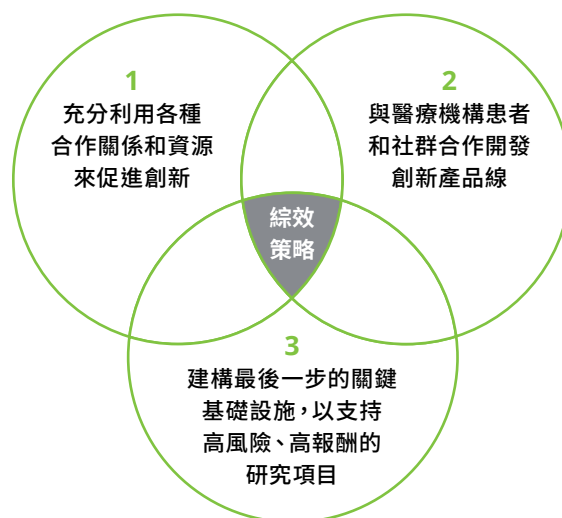 1
充分利用各種
合作關係和資源
來促進創新
2
與醫療機構患者
和社群合作開發
創新產品線
綜效
策略
3
建構最後一步的關鍵
基礎設施，以支持
高風險、高報酬的
研究項目